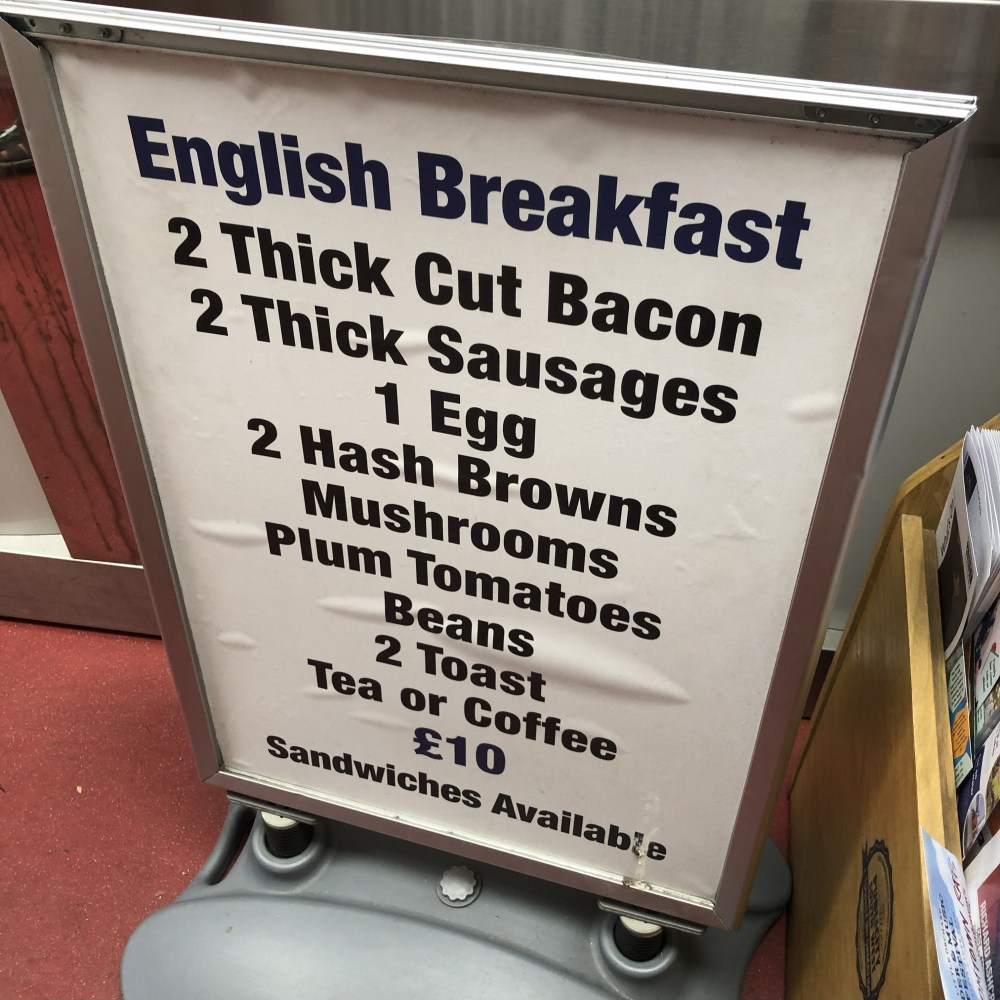 English Breakfast
2 Thick Cut Bacon
2 Thick Sausages
1 Egg
2 Hash Browns
Mushrooms
Plum Tomatoes
Beans
2 Toast
Tea or Coffee
£10
Sandwiches Available